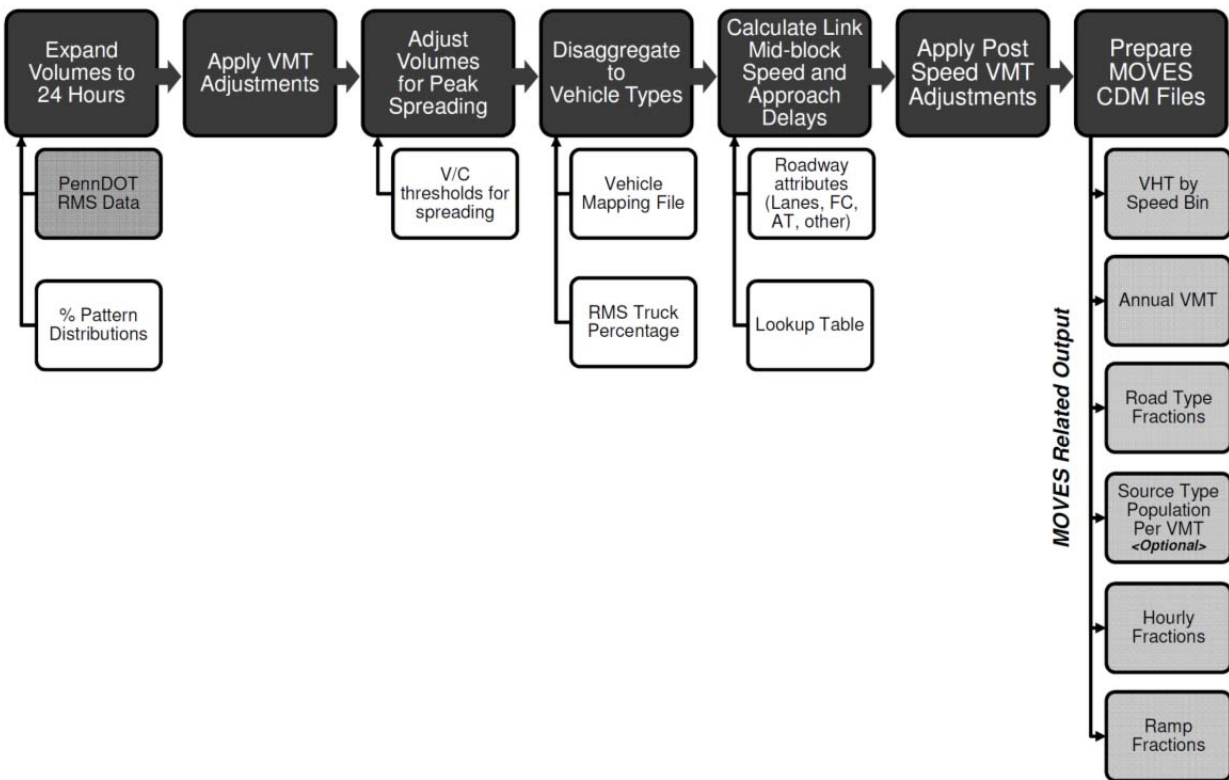 Expand
Volumes to
24 Hours
Apply VMT
Adjustments
Adjust
Volumes
for Peak
Spreading
Disaggregate
to
Vehicle Types
Calculate Link
Mid-block
Speed and
Approach
Delays
Apply Post
Speed VMT
Adjustments
Prepare
MOVES
CDM Files
PennDOT
RMS Data
% Pattern
Distributions
V/C
thresholds for
spreading
Vehicle
Mapping File
RMS Truck
Percentage
Roadway
attributes
(Lanes, FC,
AT, other)
Lookup Table
MOVES Related Output
VHT by
Speed Bin
Annual VMT
Road Type
Fractions
Source Type
Population
Per VMT
<Optional>
Hourly
Fractions
Ramp
Fractions